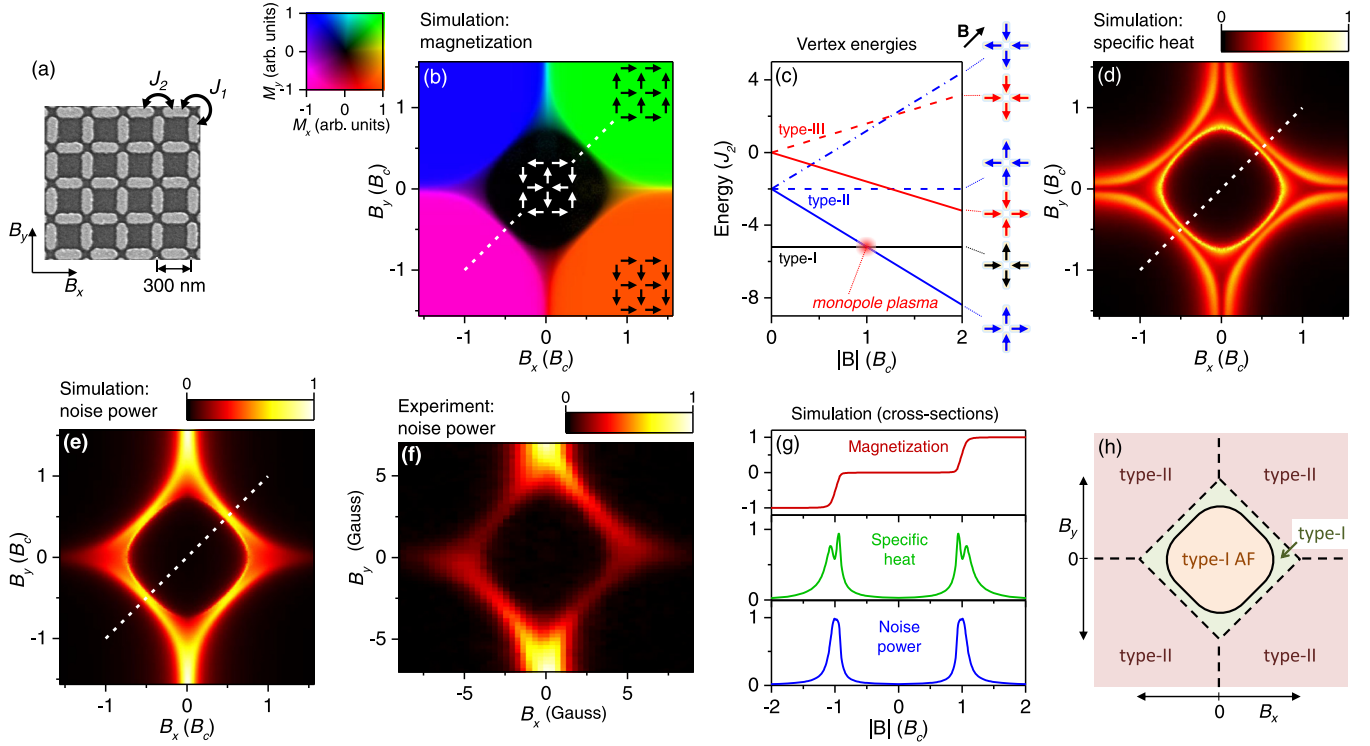 (a)
J2
J1
By
Bx
300 nm
My (arb. units)
1
0
-1
-1
0
1
Mx (arb. units)
Simulation:
magnetization
(b)
By (Bc)
1
0
-1
-1
0
1
Bx (Bc)
Vertex energies
B
(c)
Energy (J2)
4
0
-4
-8
type-III
type-II
type-I
monopole plasma
0
1
2
|B| (Bc)
Simulation:
specific heat
0
1
(d)
By (Bc)
1
0
-1
-1
0
1
Bx (Bc)
Simulation:
noise power
0
1
(e)
By (Bc)
1
0
-1
-1
0
1
Bx (Bc)
Experiment:
noise power
0
1
(f)
By (Gauss)
5
0
-5
-5
0
5
Bx (Gauss)
Simulation (cross-sections)
(g)
Magnetization
1
0
-1
Specific
heat
1
0
Noise
power
1
0
-2
-1
0
1
2
|B| (Bc)
(h)
type-II
type-II
By
0
type-I AF
type-I
type-II
type-II
0
Bx